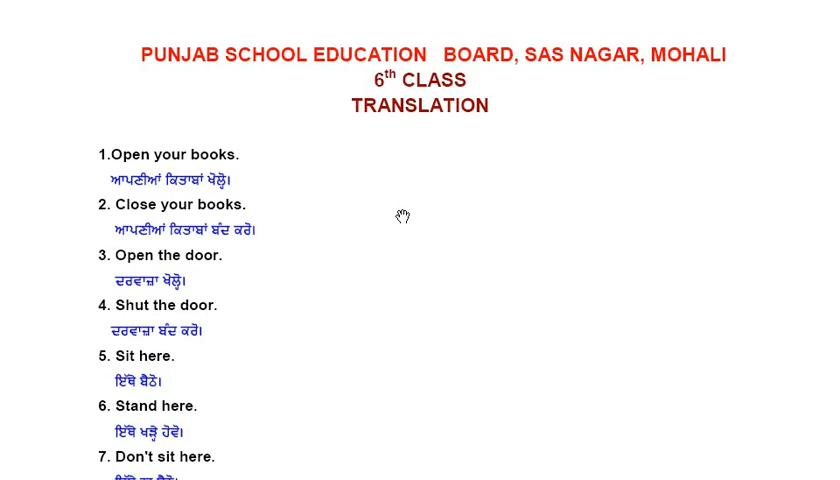 PUNJAB SCHOOL EDUCATION BOARD, SAS NAGAR, MOHALI
6th CLASS
TRANSLATION
1.Open your books.
ਆਪਣੀਆਂ ਕਿਤਾਬਾਂ ਖੋਲ੍ਹੋ।
2. Close your books.
ਆਪਣੀਆਂ ਕਿਤਾਬਾਂ ਬੰਦ ਕਰੋ।
3. Open the door.
ਦਰਵਾਜ਼ਾ ਖੋਲ੍ਹੋ।
4. Shut the door.
ਦਰਵਾਜ਼ਾ ਬੰਦ ਕਰੋ।
5. Sit here.
ਇੱਥੇ ਬੈਠੋ।
6. Stand here.
ਇੱਥੇ ਖੜ੍ਹੇ ਹੋਵੋ।
7. Don't sit here.